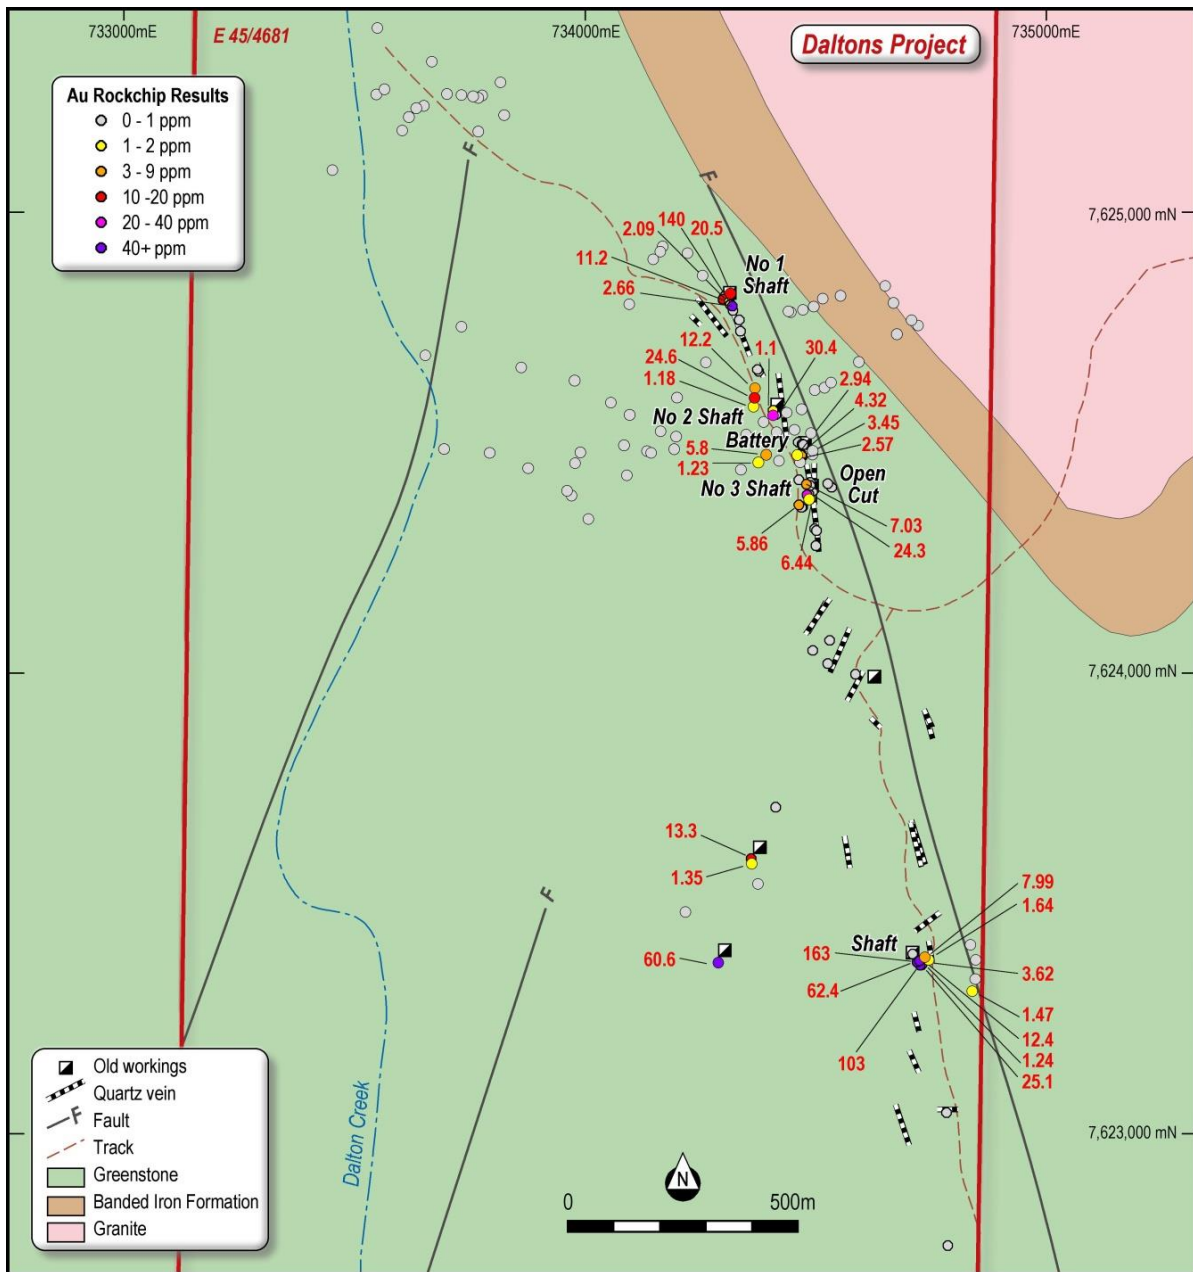 733000mE
E 45/4681
734000mE
Daltons Project
735000mE
Au Rockchip Results
0 - 1 ppm
1 - 2 ppm
3 - 9 ppm
10 -20 ppm
20 - 40 ppm
40+ ppm
F
F
7,625,000 mN
140
2.09
20.5
11.2
No 1
Shaft
2.66
12.2
1.1
30.4
24.6
1.18
2.94
4.32
No 2 Shaft
3.45
Battery
5.8
2.57
1.23
No 3 Shaft
Open
Cut
7.03
5.86
24.3
6.44
7,624,000 mN
13.3
1.35
7.99
1.64
F
Shaft
163
60.6
3.62
62.4
1.47
12.4
103
1.24
25.1
Old workings
Quartz vein
F
Fault
Track
Greenstone
Banded Iron Formation
Granite
Dalton Creek
7,623,000 mN
N
0
500m